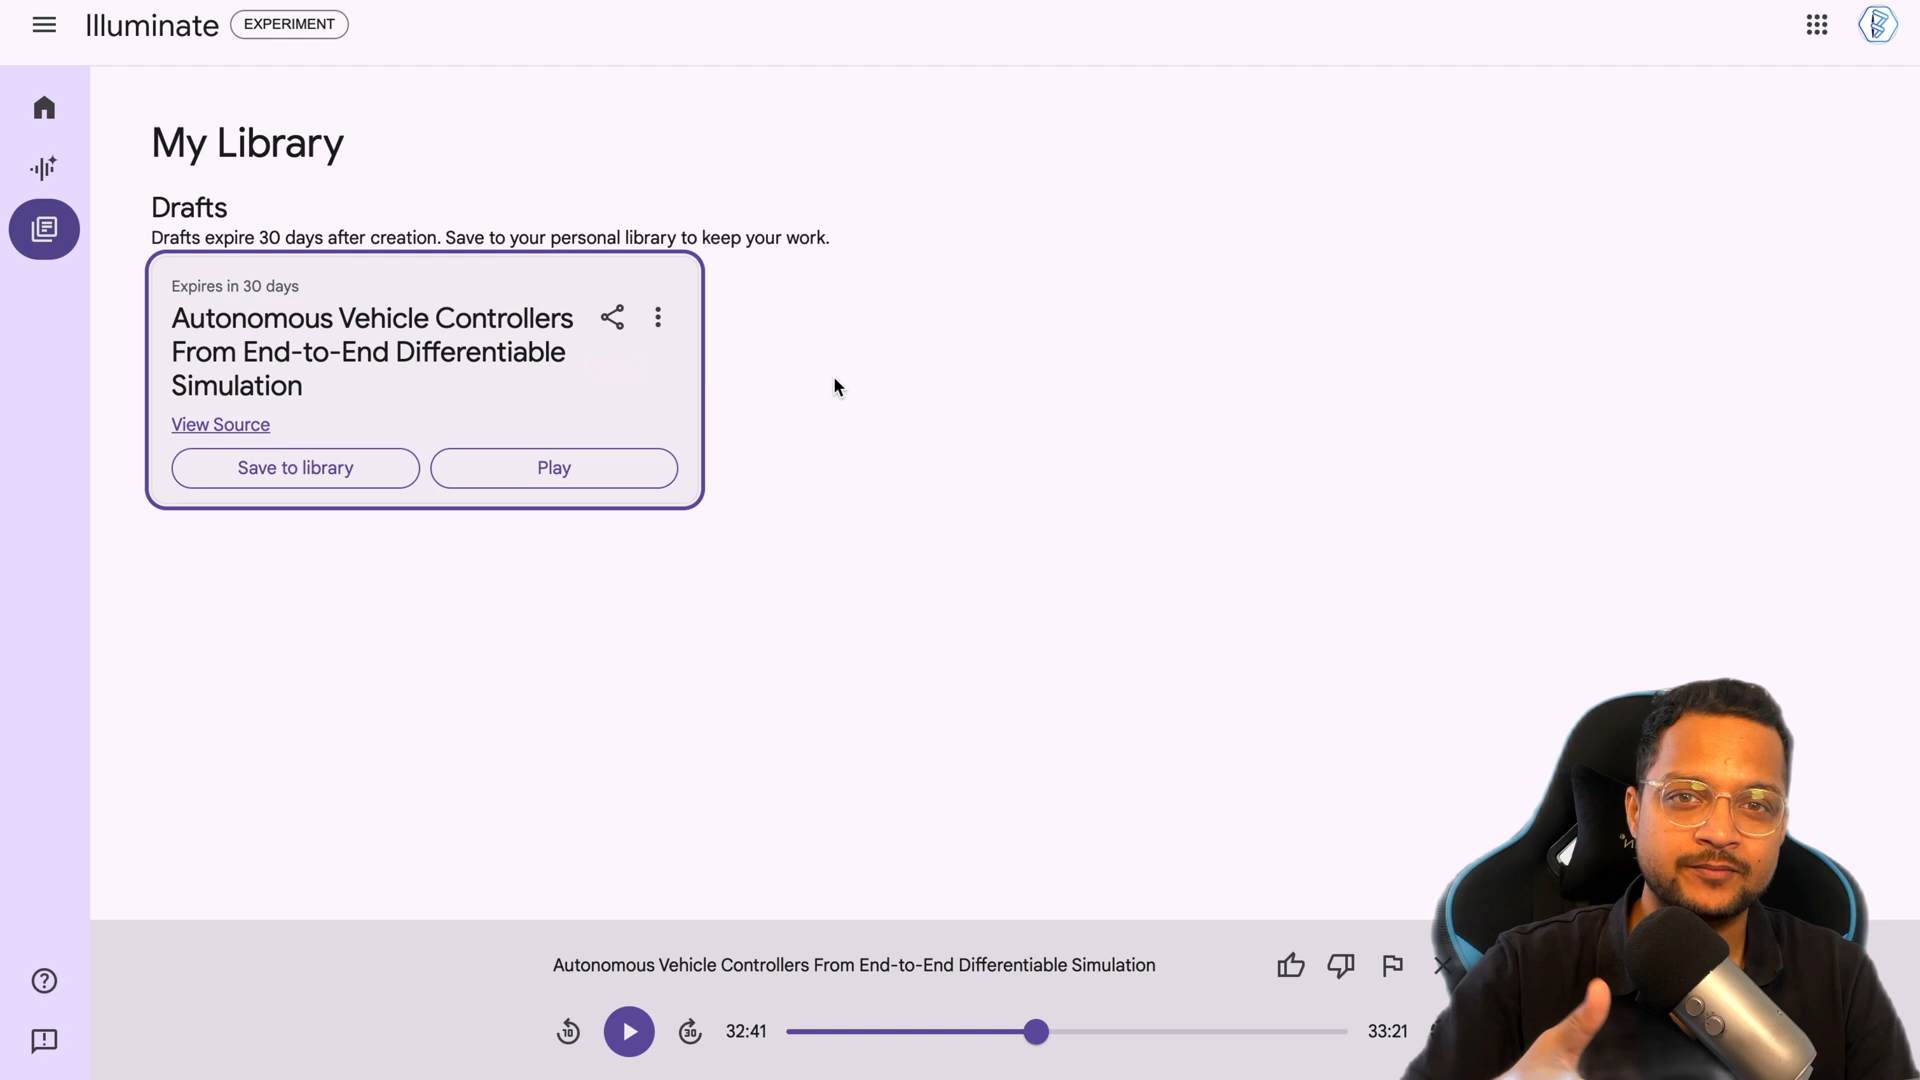 Illuminate
EXPERIMENT
My Library
Drafts
Drafts expire 30 days after creation. Save to your personal library to keep your work.
Expires in 30 days
Autonomous Vehicle Controllers
From End-to-End Differentiable
Simulation
View Source
Save to library
Play
Autonomous Vehicle Controllers From End-to-End Differentiable Simulation
10
30
32:41
33:21